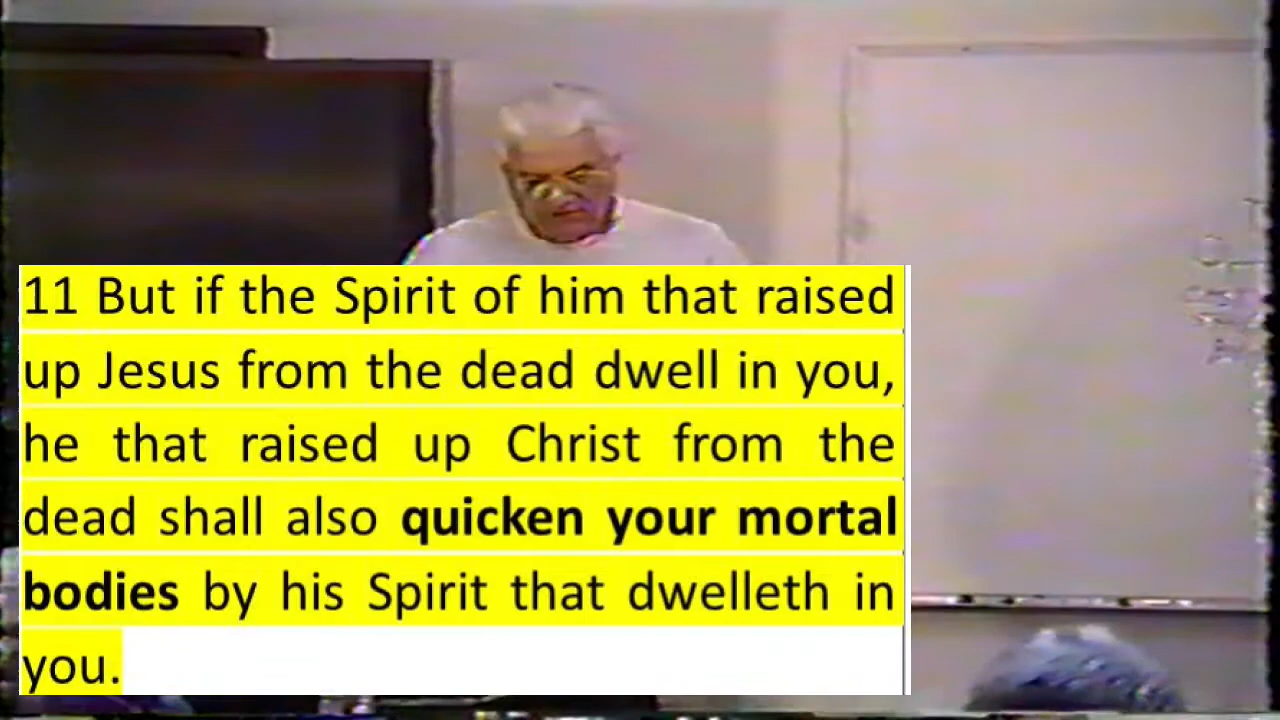 11 But if the Spirit of him that raised
up Jesus from the dead dwell in you,
he that raised up Christ from the
dead shall also quicken your mortal
bodies by his Spirit that dwelleth in
you.